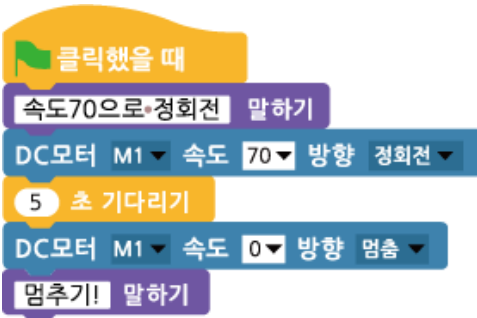 클릭했을 때
속도70으로 정회전 말하기
DC모터 M1 속도 70 방향 정회전
5 초 기다리기
DC모터 M1 속도 0 방향 멈춤
멈추기! 말하기